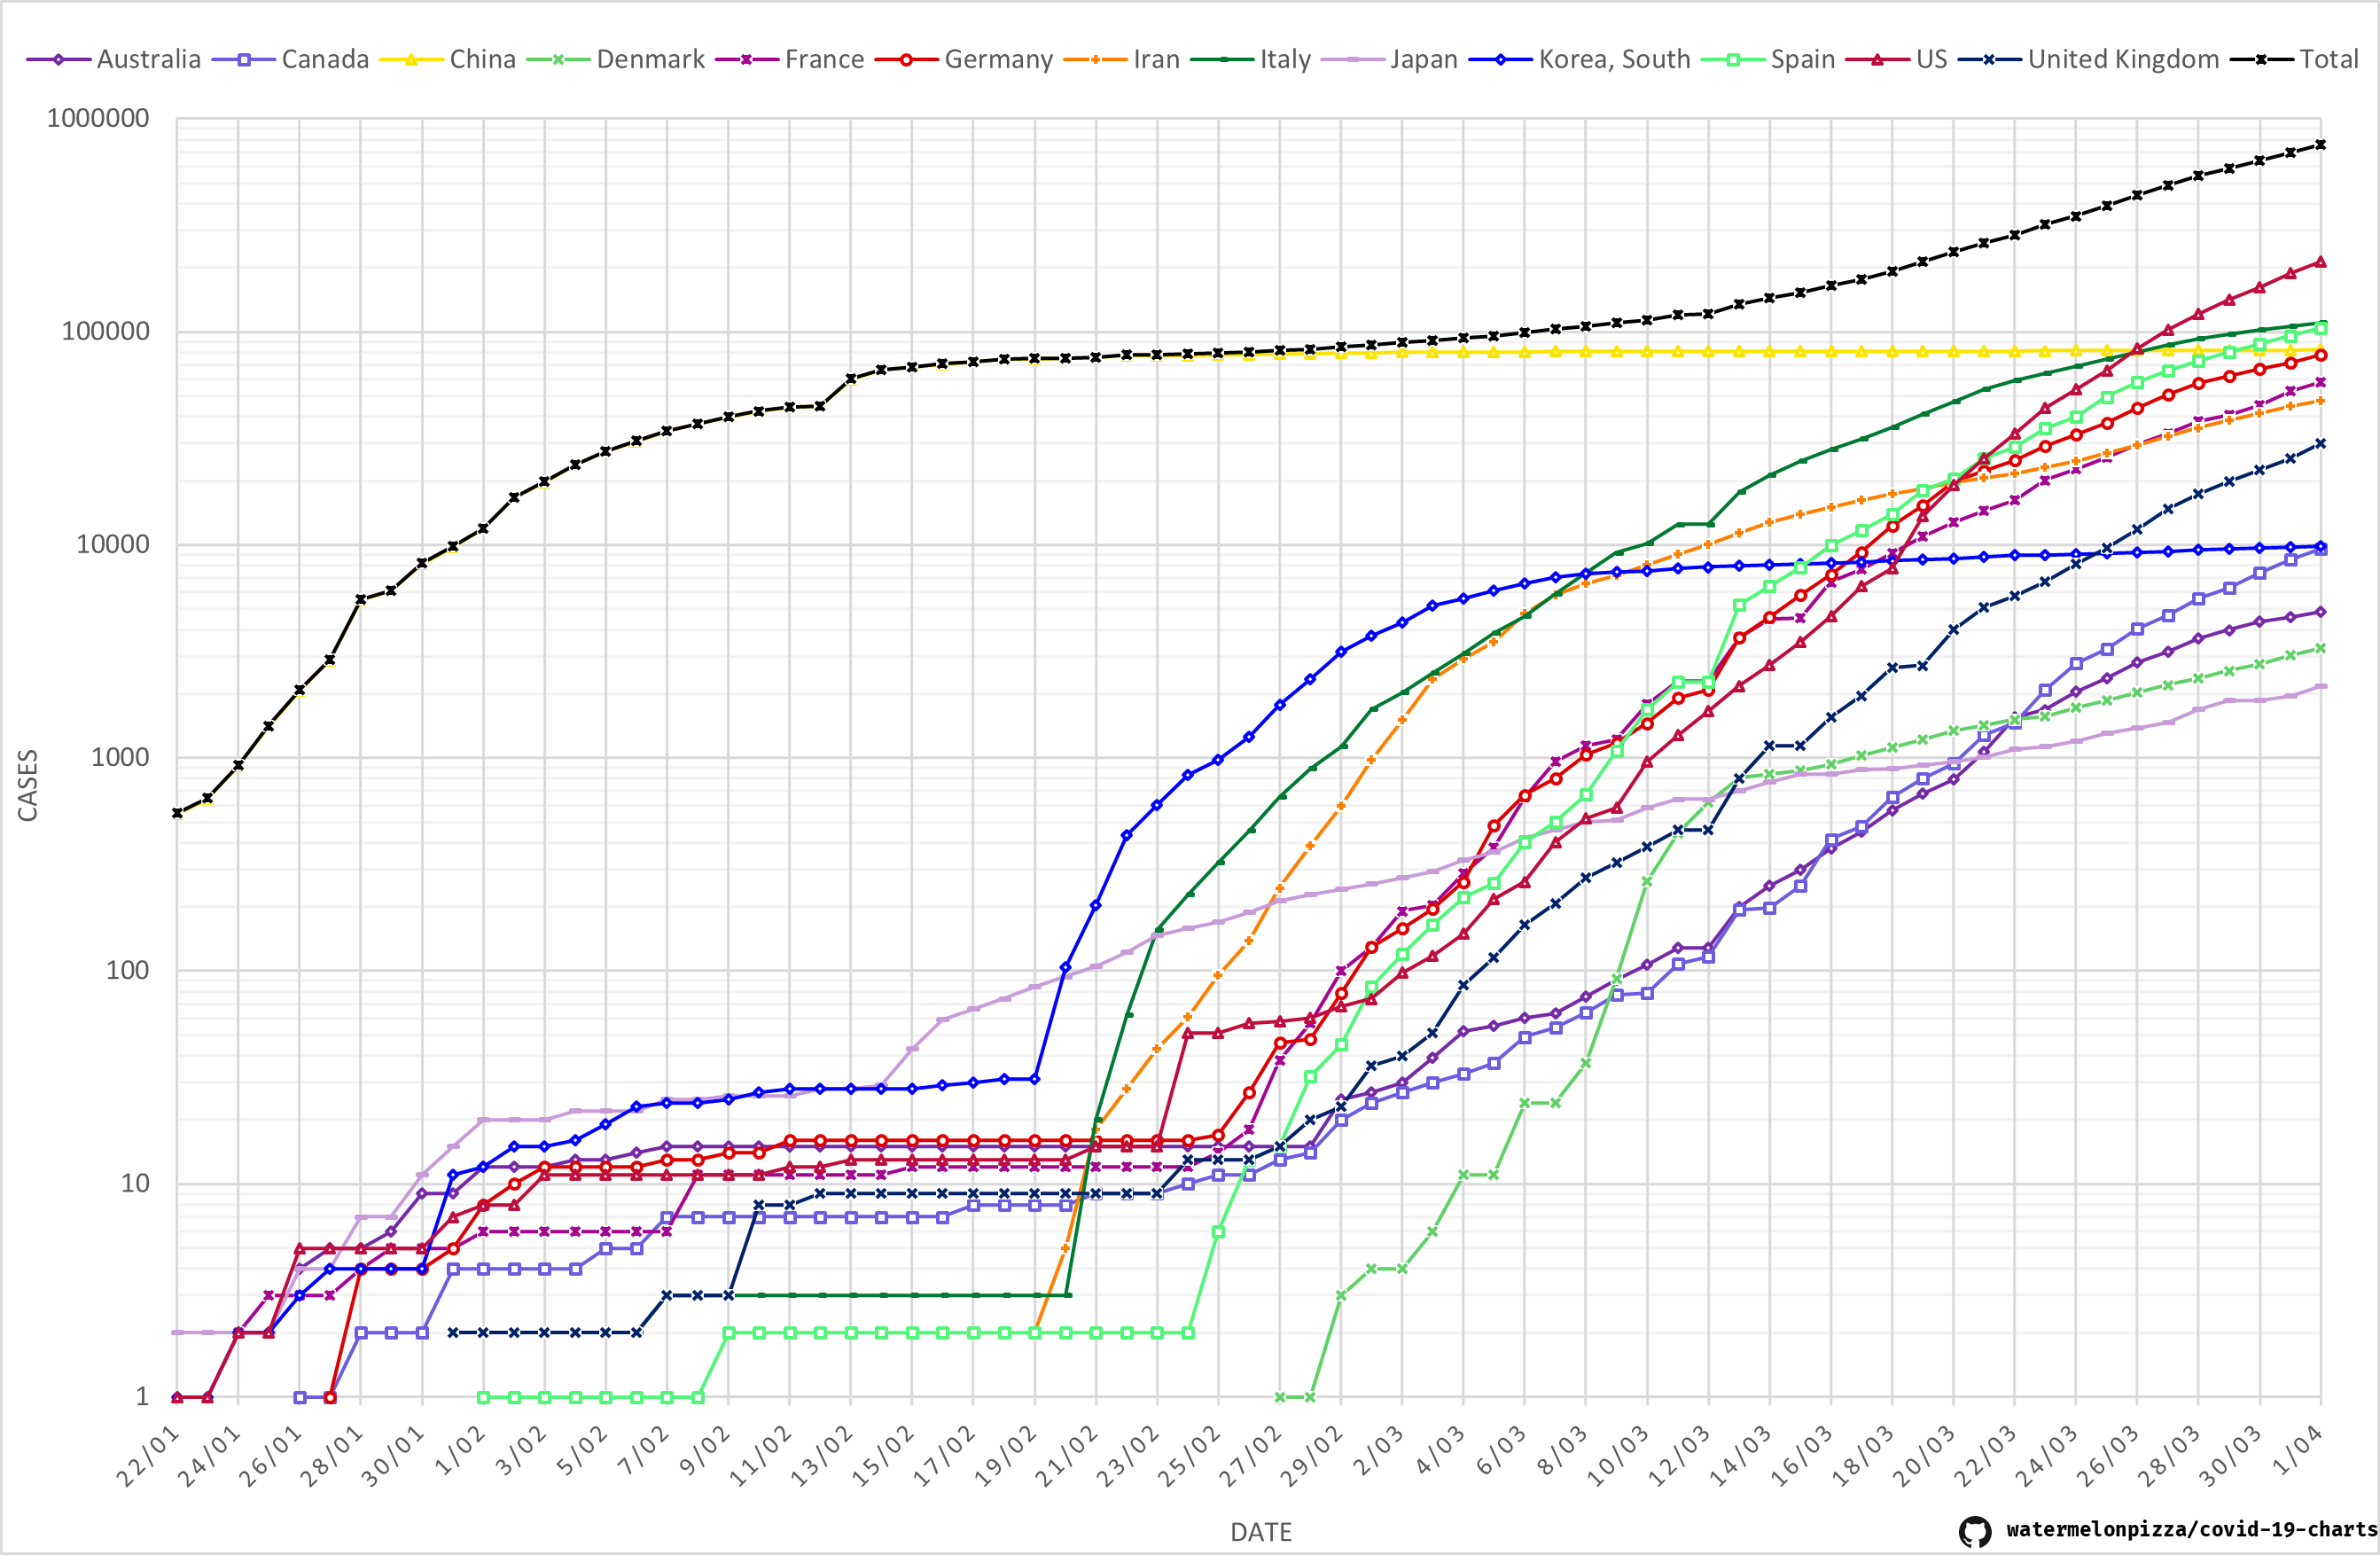 Australia Canada China Denmark France Germany Iran Italy Japan Korea, South Spain US United Kingdom Total
1000000
100000
10000
1000
100
10
1
CASES
22/01 24/01 26/01 28/01 30/01 1/02 3/02 5/02 7/02 9/02 11/02 13/02 15/02 17/02 19/02 21/02 23/02 25/02 27/02 29/02 2/03 4/03 6/03 8/03 10/03 12/03 14/03 16/03 18/03 20/03 22/03 24/03 26/03 28/03 30/03 1/04
DATE
watermelonpizza/covid-19-charts